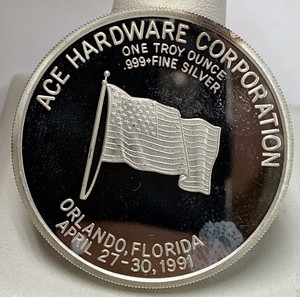 ACE HARDWARE CORPORATION
ONE TROY OUNCE
.999+FINE SILVER
ORLANDO, FLORIDA
APRIL 27-30, 1991